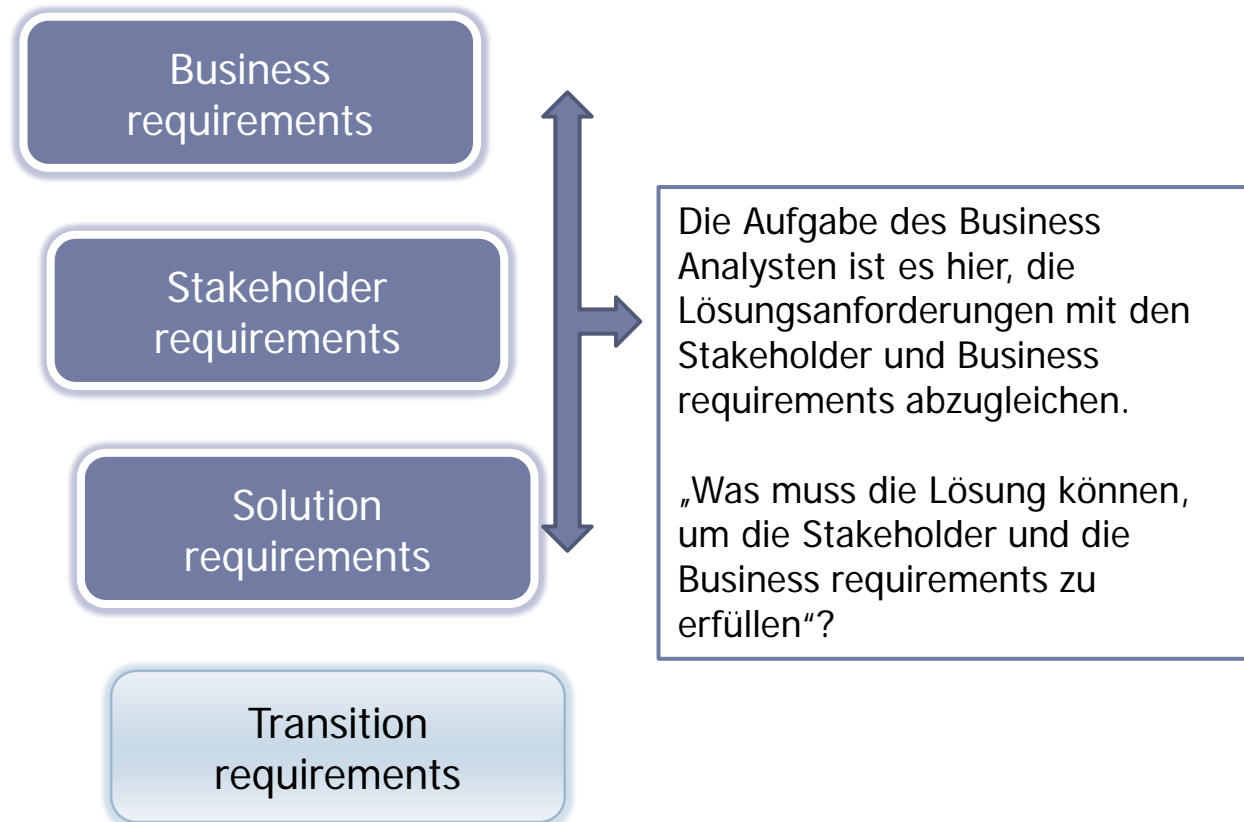 Business
requirements
Stakeholder
requirements
Solution
requirements
Transition
requirements
Die Aufgabe des Business
Analysten ist es hier, die
Lösungsanforderungen mit den
Stakeholder und Business
requirements abzugleichen.
„Was muss die Lösung können,
um die Stakeholder und die
Business requirements zu
erfüllen“?